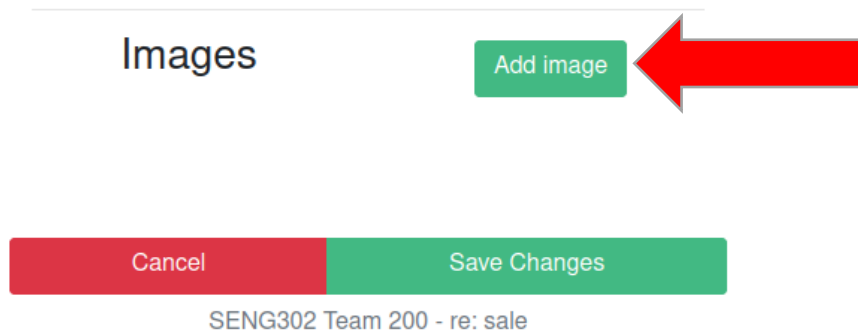 Images
Add image
Cancel
Save Changes
SENG302 Team 200 - re: sale